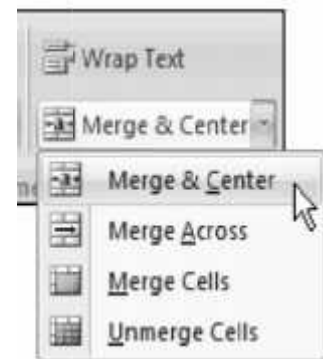 Wrap Text
Merge & Center
Merge & Center
Merge Across
Merge Cells
Unmerge Cells